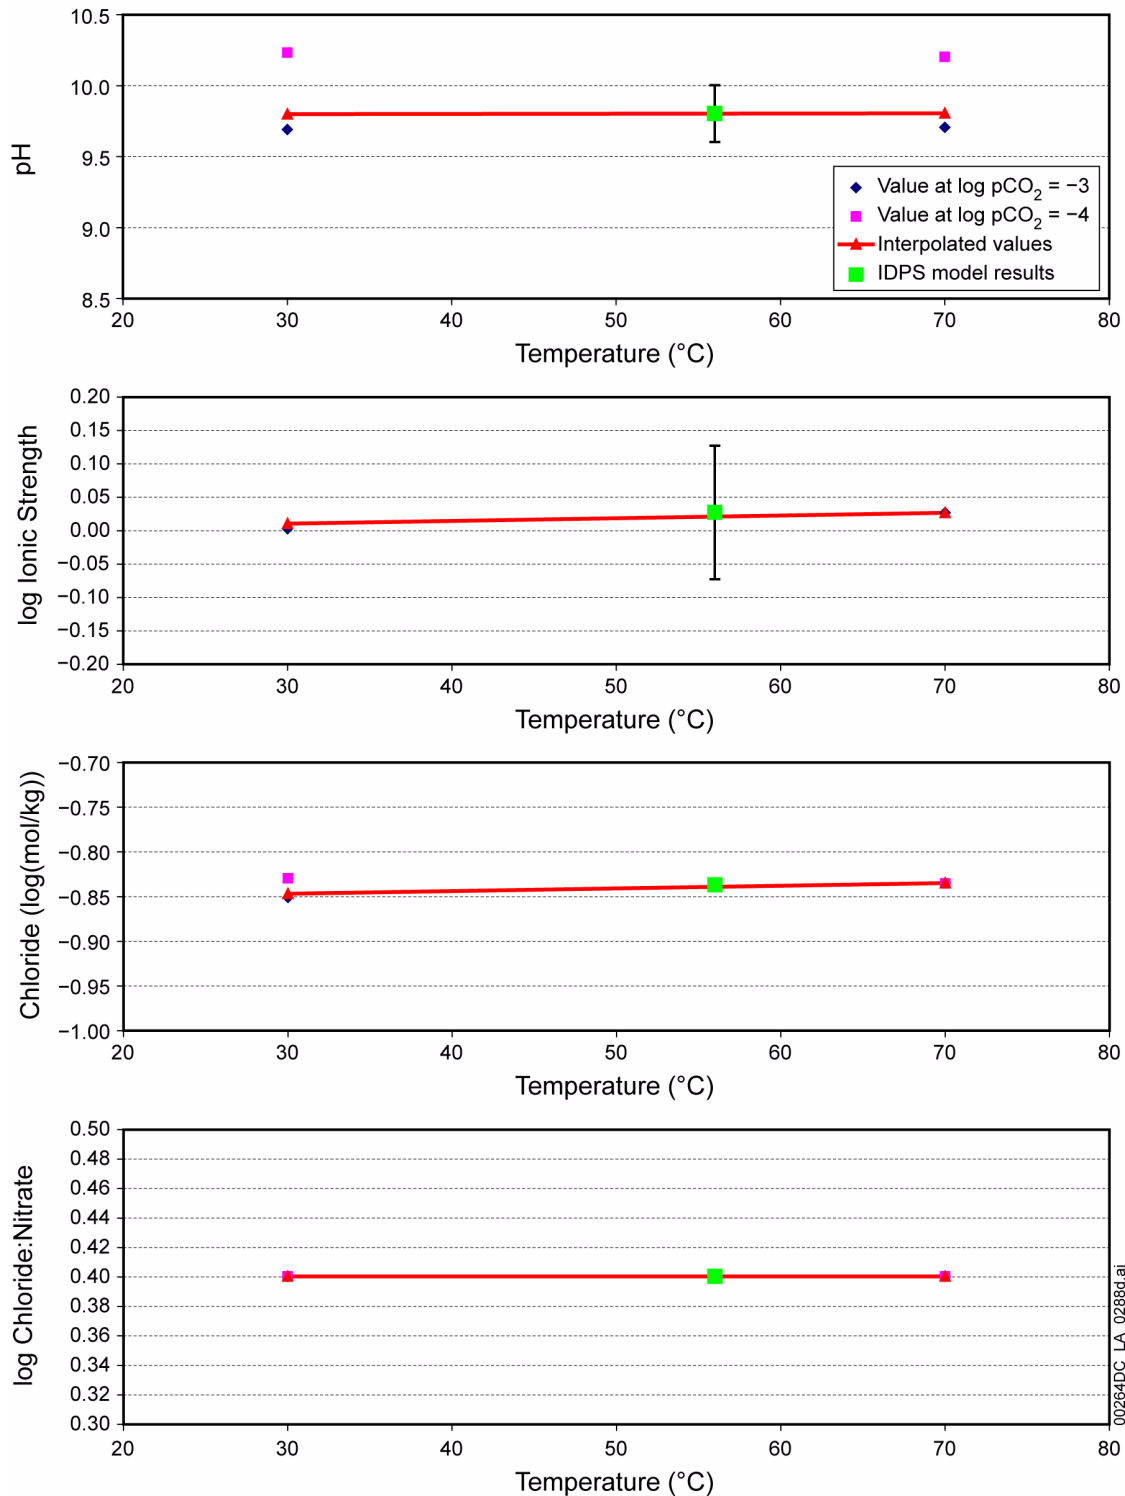 10.5
10.0
9.5
9.0
8.5
pH
Value at log pCO2 = −3
Value at log pCO2 = −4
Interpolated values
IDPS model results
20 30 40 50 60 70 80
Temperature (°C)
0.20
0.15
0.10
0.05
0.00
−0.05
−0.10
−0.15
−0.20
log Ionic Strength
20 30 40 50 60 70 80
Temperature (°C)
−0.70
−0.75
−0.80
−0.85
−0.90
−0.95
−1.00
Chloride (log(mol/kg))
20 30 40 50 60 70 80
Temperature (°C)
0.50
0.48
0.46
0.44
0.42
0.40
0.38
0.36
0.34
0.32
0.30
log Chloride:Nitrate
20 30 40 50 60 70 80
Temperature (°C)
00264DC_LA_0288d.ai